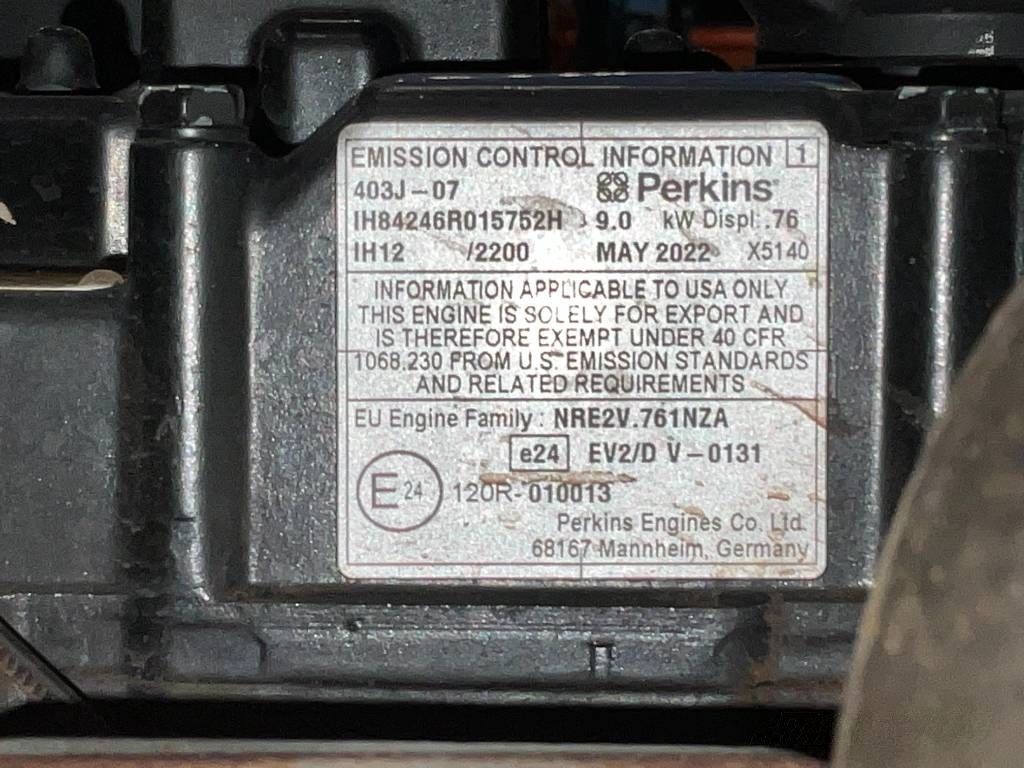 EMISSION CONTROL INFORMATION 1
403J-07 Perkins
IH84246R015752H 9.0 kW Displ .76
IH12 /2200 MAY 2022 X5140
INFORMATION APPLICABLE TO USA ONLY
THIS ENGINE IS SOLELY FOR EXPORT AND
IS THEREFORE EXEMPT UNDER 40 CFR
1068.230 FROM U.S. EMISSION STANDARDS
AND RELATED REQUIREMENTS
EU Engine Family : NRE2V.761NZA
e24 EV2/D V-0131
E24 120R-010013
Perkins Engines Co. Ltd.
68167 Mannheim, Germany